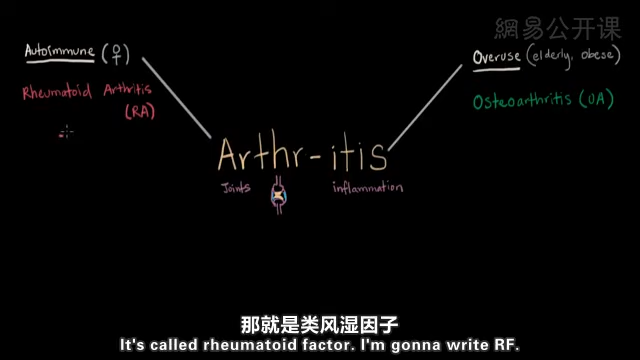 網易公开课
Autoimmune (♀)
Overuse (elderly, obese)
Rheumatoid Arthritis
(RA)
Osteoarthritis (OA)
Arthr-itis
Joints
inflammation
那就是类风湿因子
It's called rheumatoid factor. I'm gonna write RF.